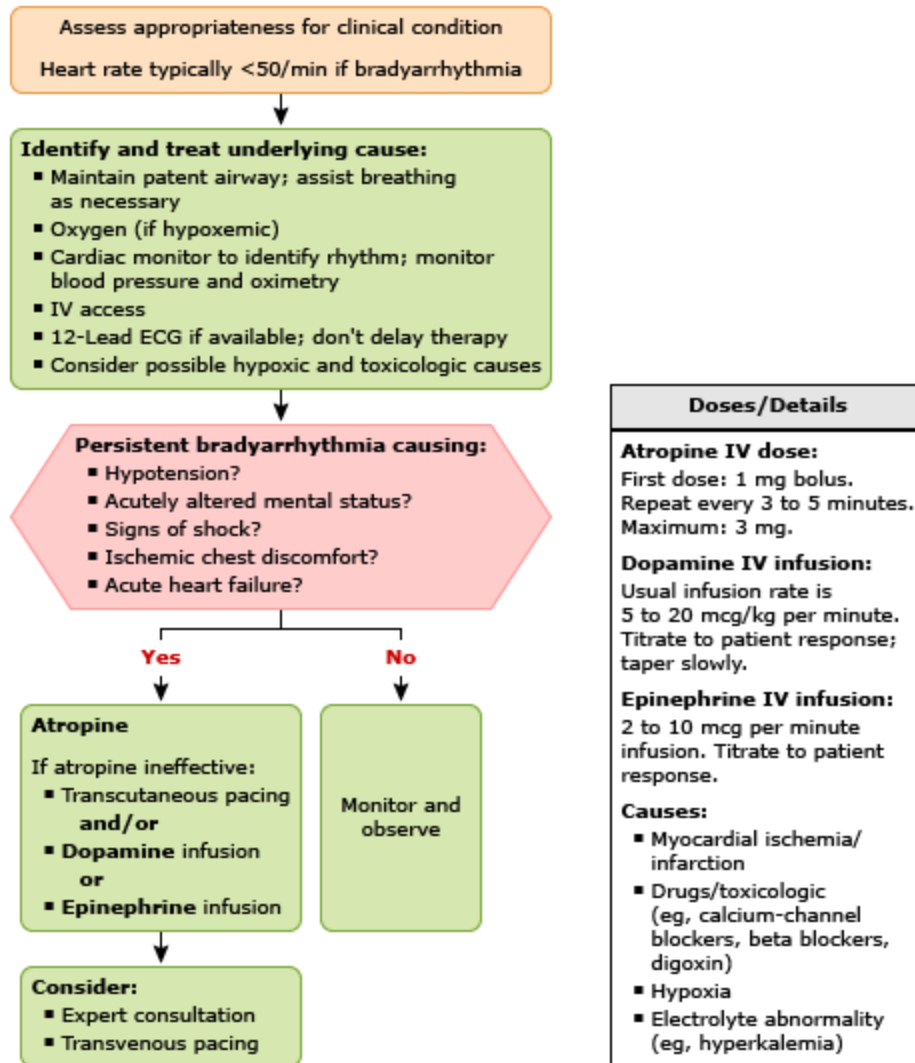 Assess appropriateness for clinical condition
Heart rate typically <50/min if bradyarrhythmia
Identify and treat underlying cause:
▪ Maintain patent airway; assist breathing
as necessary
▪ Oxygen (if hypoxemic)
▪ Cardiac monitor to identify rhythm; monitor
blood pressure and oximetry
▪ IV access
▪ 12-Lead ECG if available; don't delay therapy
▪ Consider possible hypoxic and toxicologic causes
Persistent bradyarrhythmia causing:
▪ Hypotension?
▪ Acutely altered mental status?
▪ Signs of shock?
▪ Ischemic chest discomfort?
▪ Acute heart failure?
Yes
No
Atropine
If atropine ineffective:
▪ Transcutaneous pacing
and/or
▪ Dopamine infusion
or
▪ Epinephrine infusion
Monitor and
observe
Consider:
▪ Expert consultation
▪ Transvenous pacing
Doses/Details
Atropine IV dose:
First dose: 1 mg bolus.
Repeat every 3 to 5 minutes.
Maximum: 3 mg.
Dopamine IV infusion:
Usual infusion rate is
5 to 20 mcg/kg per minute.
Titrate to patient response;
taper slowly.
Epinephrine IV infusion:
2 to 10 mcg per minute
infusion. Titrate to patient
response.
Causes:
▪ Myocardial ischemia/
infarction
▪ Drugs/toxicologic
(eg, calcium-channel
blockers, beta blockers,
digoxin)
▪ Hypoxia
▪ Electrolyte abnormality
(eg, hyperkalemia)